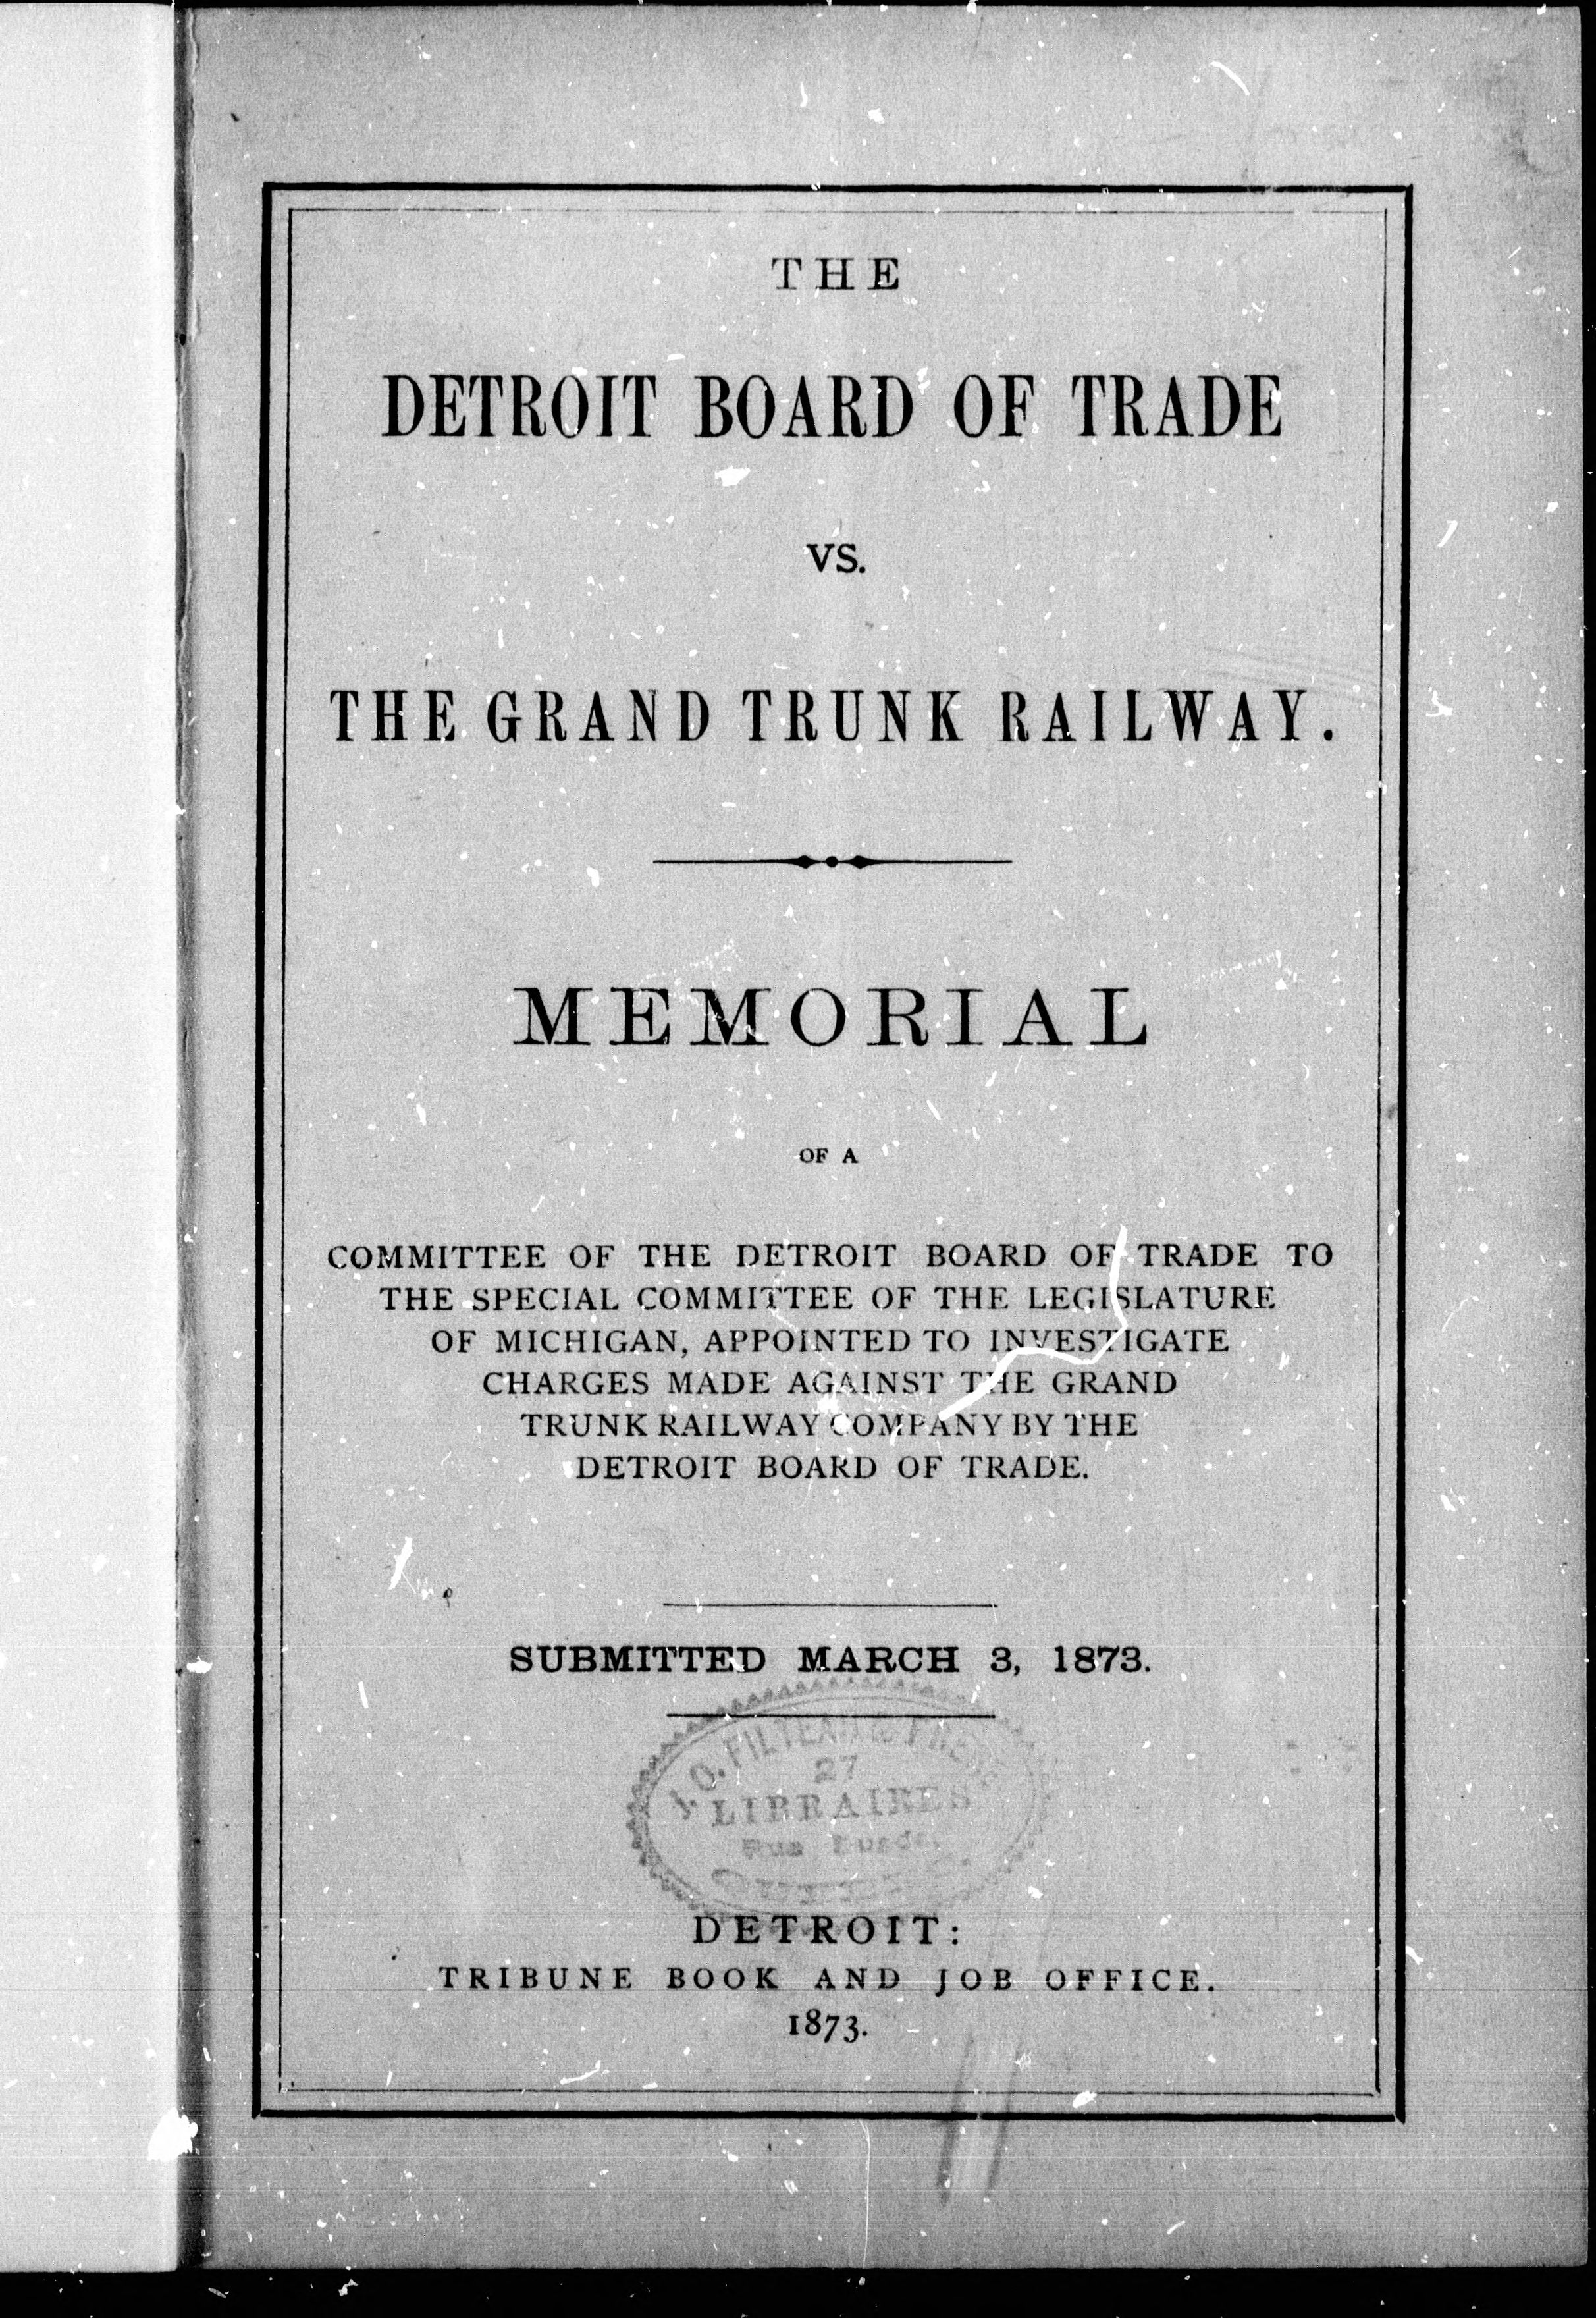 THE
DETROIT BOARD OF TRADE
VS.
THE GRAND TRUNK RAILWAY.
MEMORIAL
OF A
COMMITTEE OF THE DETROIT BOARD OF TRADE TO
THE SPECIAL COMMITTEE OF THE LEGISLATURE
OF MICHIGAN, APPOINTED TO INVESTIGATE
CHARGES MADE AGAINST THE GRAND
TRUNK RAILWAY COMPANY BY THE
DETROIT BOARD OF TRADE.
SUBMITTED MARCH 3, 1873.
O. FILTEAU &
27
LIBRAIRES
Rue
DETROIT:
TRIBUNE BOOK AND JOB OFFICE.
1873.